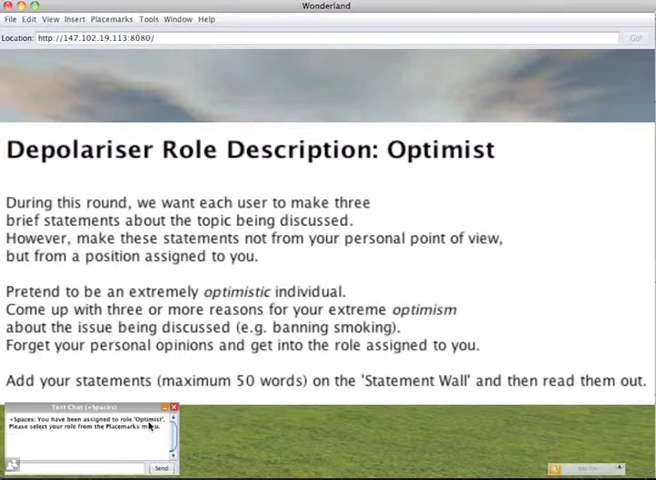 Wonderland
File Edit View Insert Placemarks Tools Window Help
Location: http://147.102.19.113:8080/ Go!
Depolariser Role Description: Optimist
During this round, we want each user to make three
brief statements about the topic being discussed.
However, make these statements not from your personal point of view,
but from a position assigned to you.
Pretend to be an extremely optimistic individual.
Come up with three or more reasons for your extreme optimism
about the issue being discussed (e.g. banning smoking).
Forget your personal opinions and get into the role assigned to you.
Add your statements (maximum 50 words) on the 'Statement Wall' and then read them out.
Text Chat (+Spaces)
+Spaces: You have been assigned to role 'Optimist'.
Please select your role from the Placemarks menu.
Send